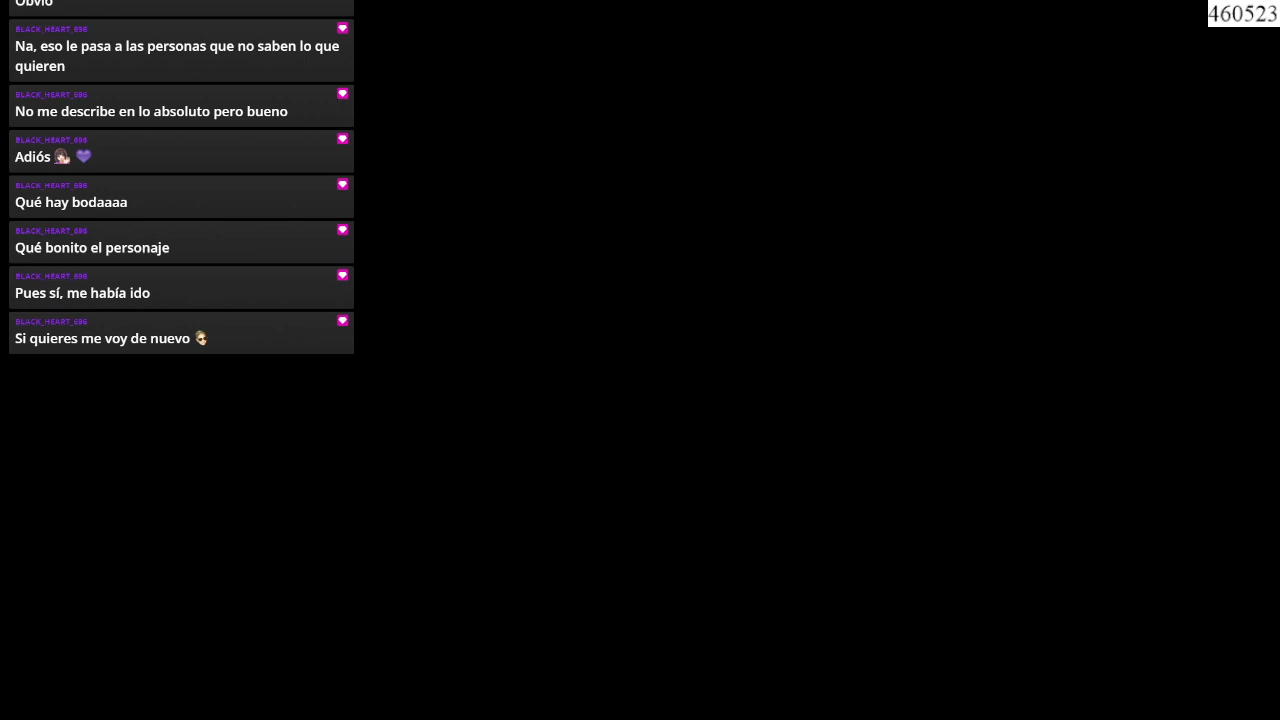 Obvio
460523
BLACK_HEART_696
Na, eso le pasa a las personas que no saben lo que
quieren
BLACK_HEART_696
No me describe en lo absoluto pero bueno
BLACK_HEART_696
Adiós
BLACK_HEART_696
Qué hay bodaaaa
BLACK_HEART_696
Qué bonito el personaje
BLACK_HEART_696
Pues sí, me había ido
BLACK_HEART_696
Si quieres me voy de nuevo